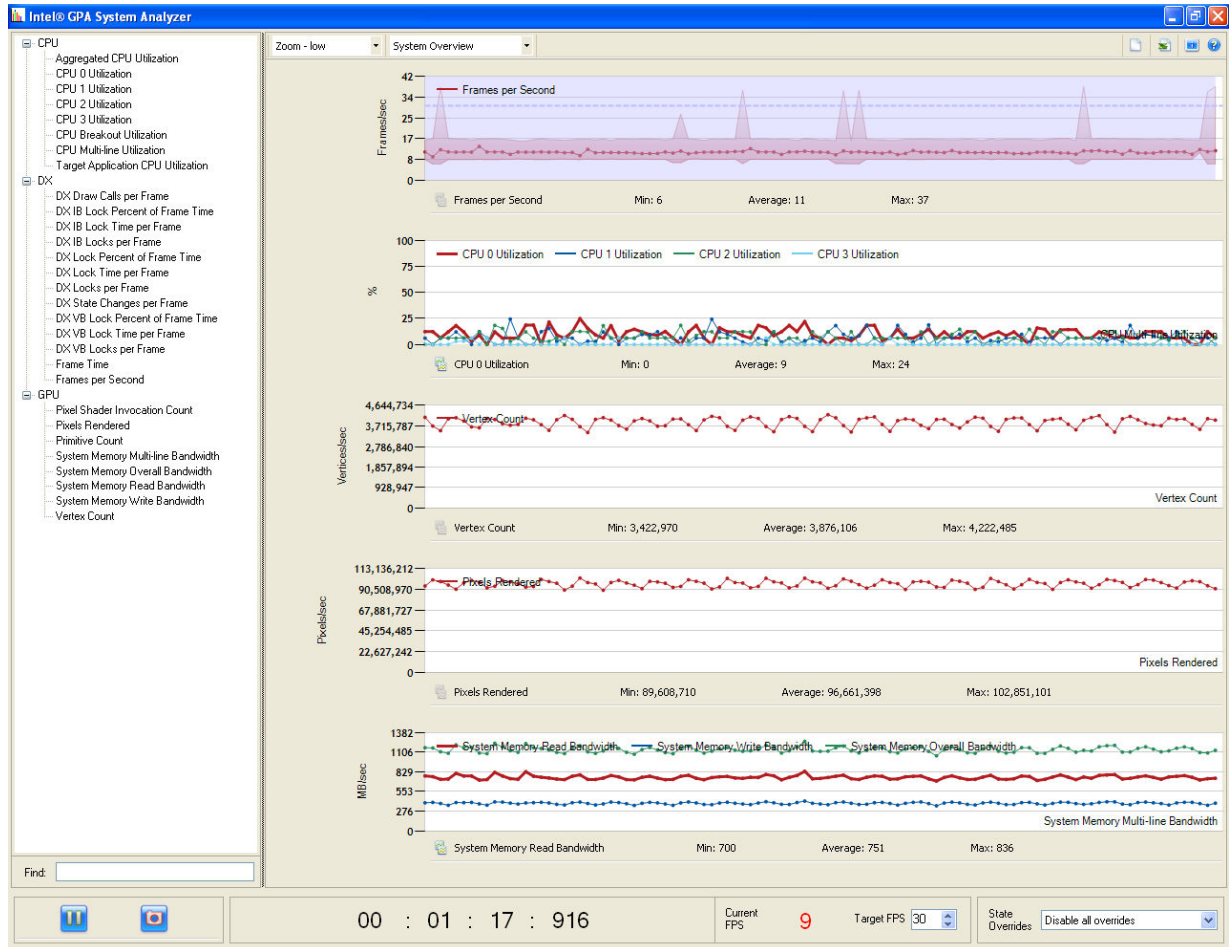 Intel® GPA System Analyzer
CPU
Aggregated CPU Utilization
CPU 0 Utilization
CPU 1 Utilization
CPU 2 Utilization
CPU 3 Utilization
CPU Breakout Utilization
CPU Multi-line Utilization
Target Application CPU Utilization
DX
DX Draw Calls per Frame
DX IB Lock Percent of Frame Time
DX IB Lock Time per Frame
DX IB Locks per Frame
DX Lock Percent of Frame Time
DX Lock Time per Frame
DX Locks per Frame
DX State Changes per Frame
DX VB Lock Percent of Frame Time
DX VB Lock Time per Frame
DX VB Locks per Frame
Frame Time
Frames per Second
GPU
Pixel Shader Invocation Count
Pixels Rendered
Primitive Count
System Memory Multi-line Bandwidth
System Memory Overall Bandwidth
System Memory Read Bandwidth
System Memory Write Bandwidth
Vertex Count
Find:
Zoom - low System Overview
Frames/sec
42
34
25
17
8
0
Frames per Second
Frames per Second Min: 6 Average: 11 Max: 37
%
100
75
50
25
0
CPU 0 Utilization CPU 1 Utilization CPU 2 Utilization CPU 3 Utilization
CPU Multi-line Utilization
CPU 0 Utilization Min: 0 Average: 9 Max: 24
Vertices/sec
4,644,734
3,715,787
2,786,840
1,857,894
928,947
0
Vertex Count
Vertex Count
Vertex Count Min: 3,422,970 Average: 3,876,106 Max: 4,222,485
Pixels/sec
113,136,212
90,508,970
67,881,727
45,254,485
22,627,242
0
Pixels Rendered
Pixels Rendered
Pixels Rendered Min: 89,608,710 Average: 96,661,398 Max: 102,851,101
MB/sec
1382
1106
829
553
276
0
System Memory Read Bandwidth System Memory Write Bandwidth System Memory Overall Bandwidth
System Memory Multi-line Bandwidth
System Memory Read Bandwidth Min: 700 Average: 751 Max: 836
00 : 01 : 17 : 916
Current FPS 9 Target FPS 30
State Overrides Disable all overrides